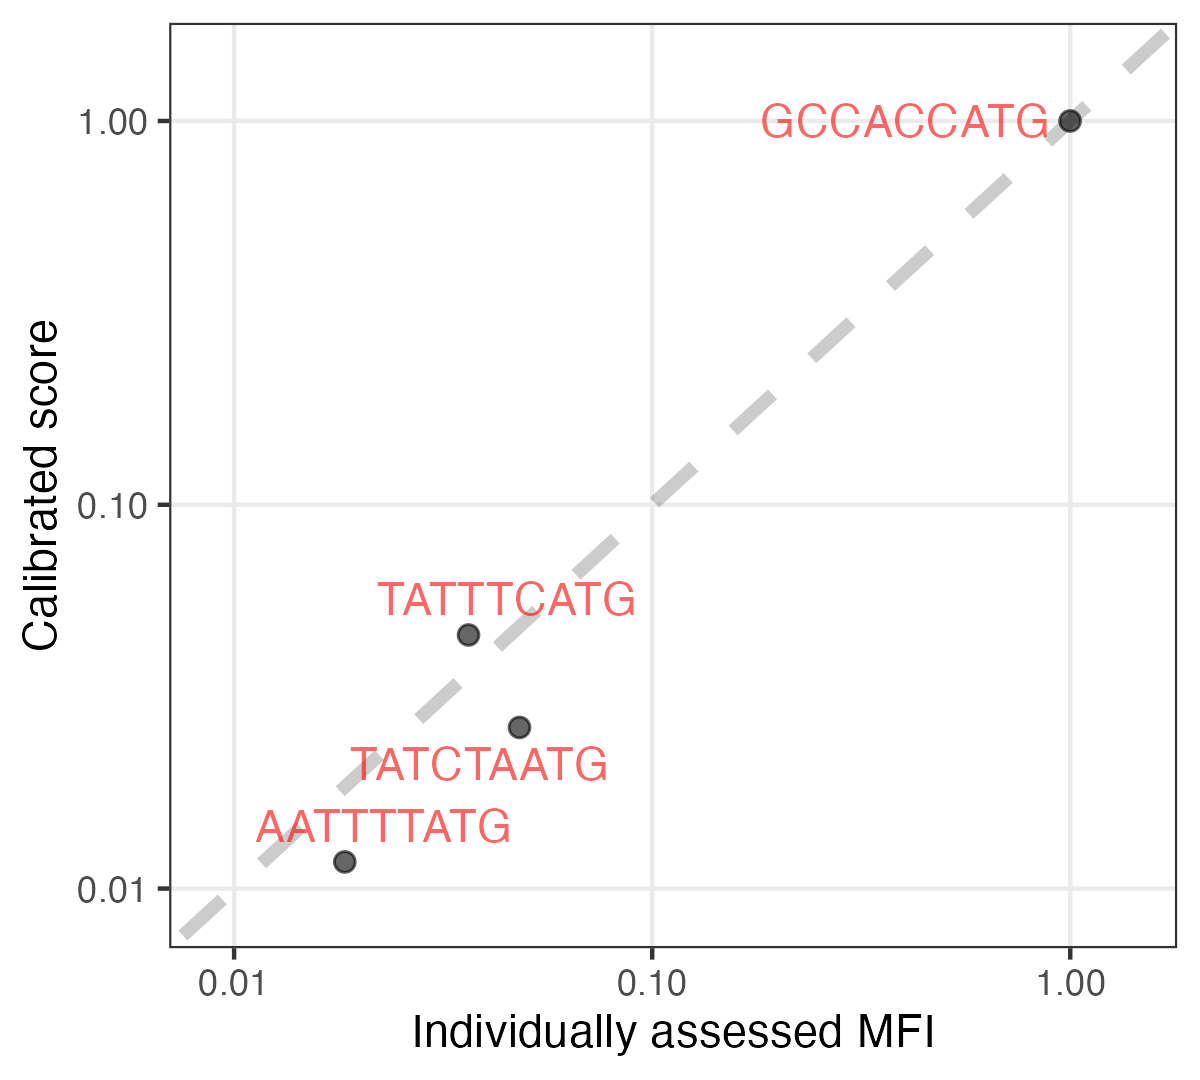 1.00
GCCACCATG
0.10
TATTTCATG
TATCTAATG
AATTTTATG
0.01
Calibrated score
0.01
0.10
1.00
Individually assessed MFI